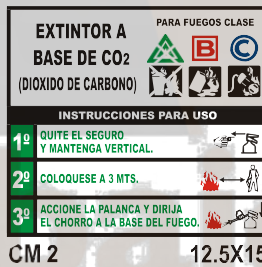 EXTINTOR A
BASE DE CO2
(DIOXIDO DE CARBONO)
PARA FUEGOS CLASE
A B C
INSTRUCCIONES PARA USO
1º QUITE EL SEGURO
Y MANTENGA VERTICAL.
2º COLOQUESE A 3 MTS.
3º ACCIONE LA PALANCA Y DIRIJA
EL CHORRO A LA BASE DEL FUEGO.
CM 2
12.5X15